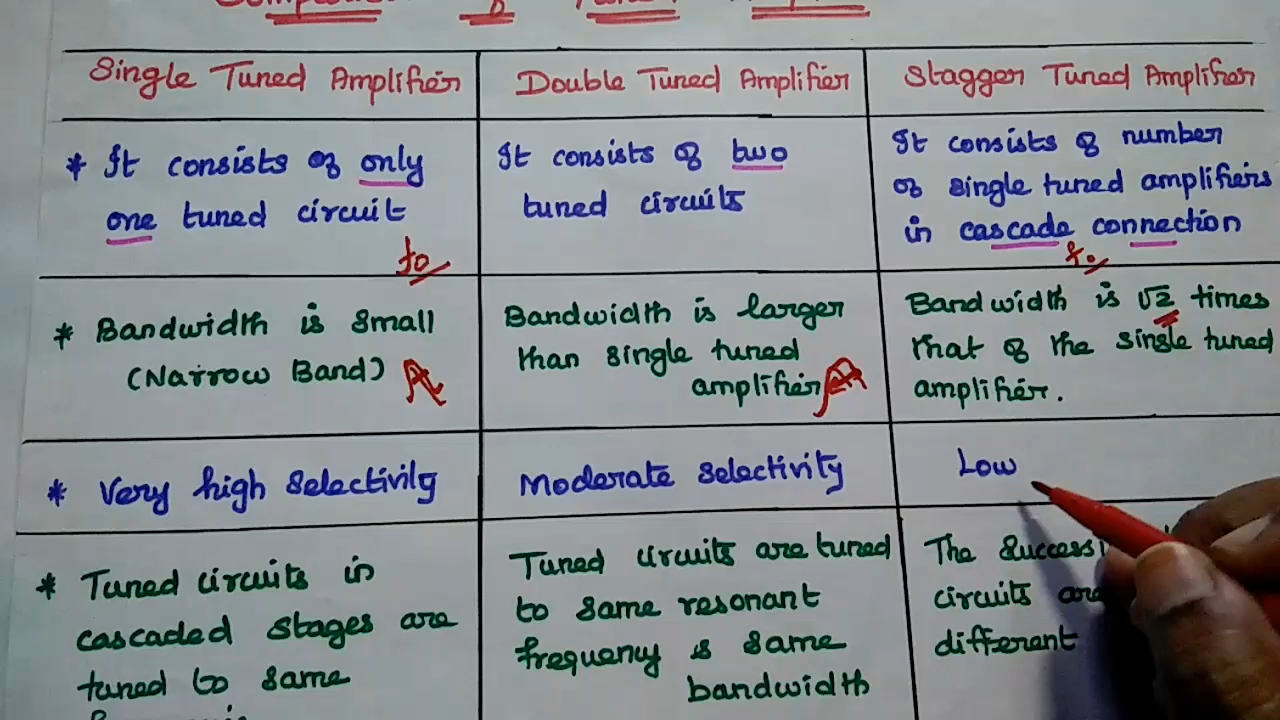 Single Tuned Amplifier
Double Tuned Amplifier
Stagger Tuned Amplifier
* It consists of only
one tuned circuit
It consists of two
tuned circuits
It consists of number
of single tuned amplifiers
in cascade connection
fo
fo
* Bandwidth is small
(Narrow Band)
Bandwidth is larger
than single tuned
amplifier
Bandwidth is √2 times
that of the single tuned
amplifier.
* Very high selectivity
Moderate selectivity
Low
* Tuned circuits in
cascaded stages are
tuned to same
Tuned circuits are tuned
to same resonant
frequency is same
bandwidth
The
circuits are
different